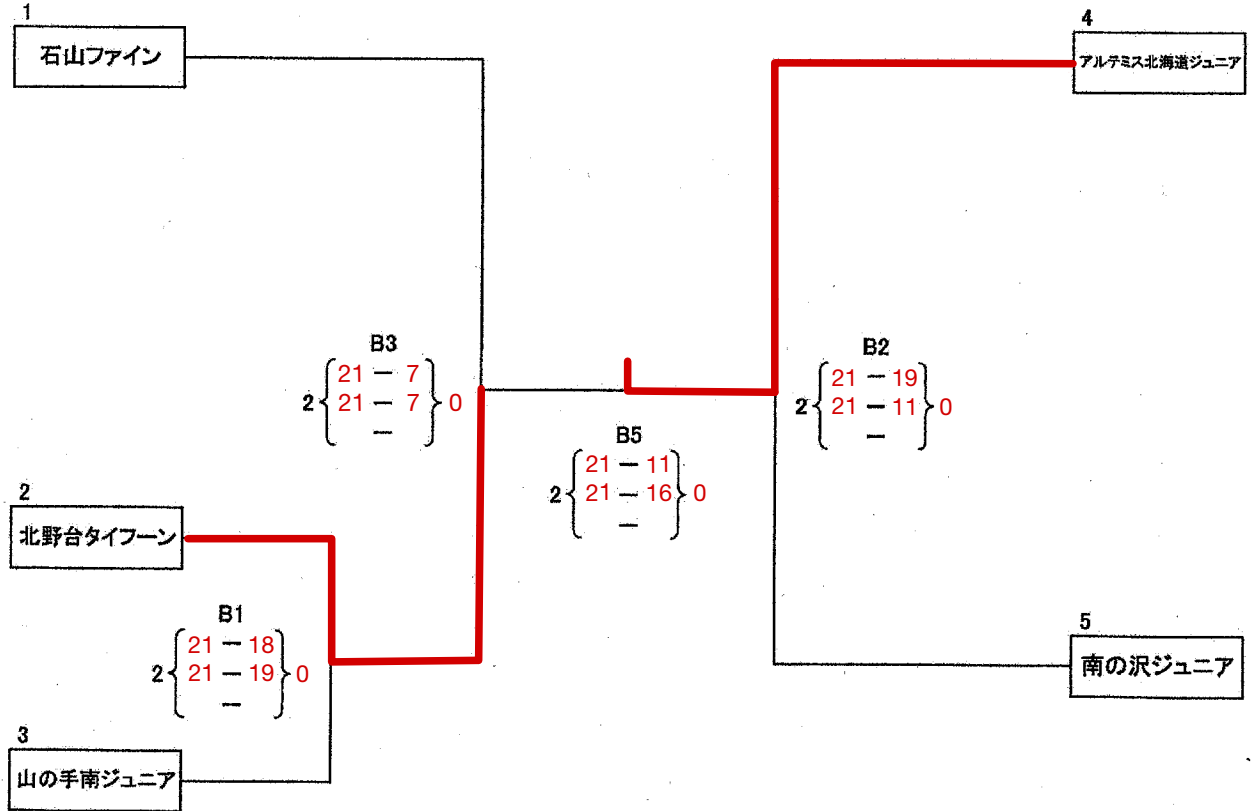 1
石山ファイン
4
アルテミス北海道ジュニア
B3
21 ー 7
2 21 ー 7 0
ー
B2
21 ー 19
2 21 ー 11 0
ー
B5
21 ー 11
2 21 ー 16 0
ー
2
北野台タイフーン
B1
21 ー 18
2 21 ー 19 0
ー
5
南の沢ジュニア
3
山の手南ジュニア